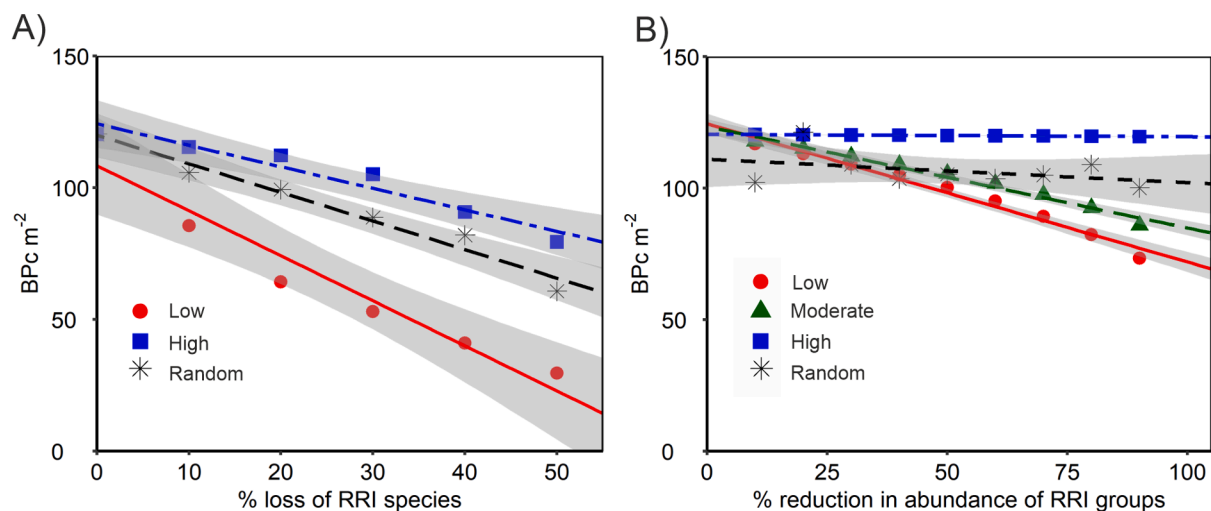 A)
150
100
50
0
BPc m⁻²
Low
High
Random
0 10 20 30 40 50
% loss of RRI species
B)
150
100
50
0
BPc m⁻²
Low
Moderate
High
Random
0 25 50 75 100
% reduction in abundance of RRI groups